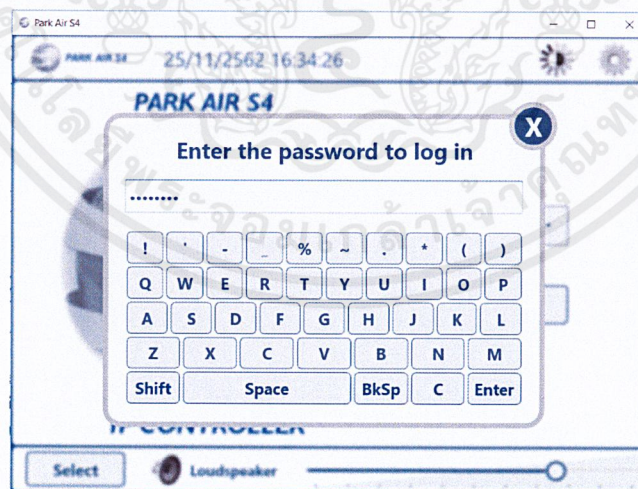 Park Air S4
PARK AIR S4 25/11/2562 16:34:26
PARK AIR S4
X
Enter the password to log in
••••••••
! ' - _ % ~ . * ( )
Q W E R T Y U I O P
A S D F G H J K L
Z X C V B N M
Shift Space BkSp C Enter
IP CONTROLLER
Select Loudspeaker